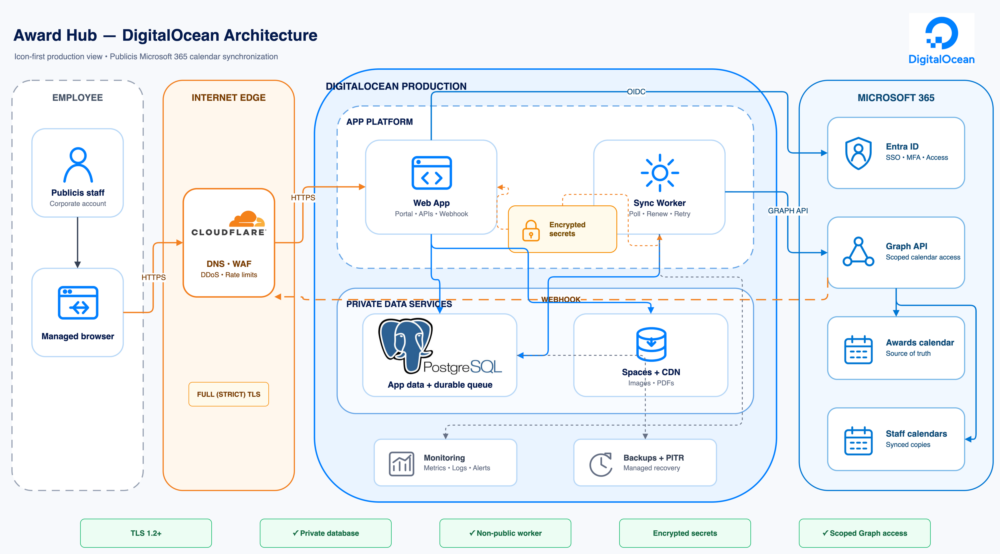 Award Hub — DigitalOcean Architecture
Icon-first production view • Publicis Microsoft 365 calendar synchronization
DigitalOcean
EMPLOYEE
Publicis staff
Corporate account
Managed browser
HTTPS
INTERNET EDGE
CLOUDFLARE
DNS • WAF
DDoS • Rate limits
FULL (STRICT) TLS
HTTPS
DIGITALOCEAN PRODUCTION
OIDC
APP PLATFORM
Web App
Portal • APIs • Webhook
Encrypted
secrets
Sync Worker
Poll • Renew • Retry
GRAPH API
WEBHOOK
PRIVATE DATA SERVICES
PostgreSQL
App data + durable queue
Spaces + CDN
Images • PDFs
Monitoring
Metrics • Logs • Alerts
Backups + PITR
Managed recovery
MICROSOFT 365
Entra ID
SSO • MFA • Access
Graph API
Scoped calendar access
Awards calendar
Source of truth
Staff calendars
Synced copies
TLS 1.2+
✓ Private database
✓ Non-public worker
Encrypted secrets
✓ Scoped Graph access